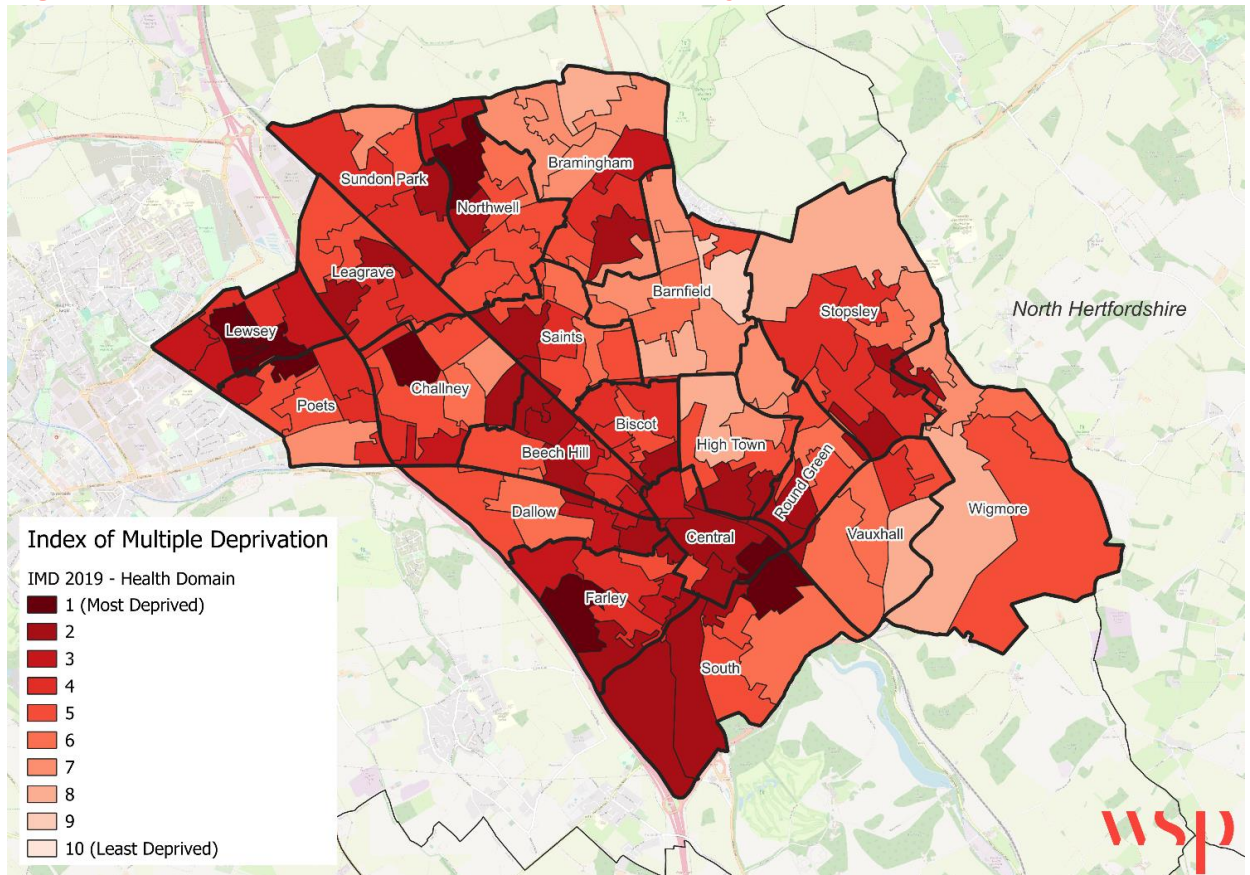 Bramingham
Sundon Park
Northwell
Leagrave
Barnfield
Stopsley
North Hertfordshire
Lewsey
Saints
Challney
Poets
Biscot
High Town
Beech Hill
Round Green
Dallow
Wigmore
Vauxhall
Central
Farley
South
Index of Multiple Deprivation
IMD 2019 - Health Domain
1 (Most Deprived)
2
3
4
5
6
7
8
9
10 (Least Deprived)
wsp